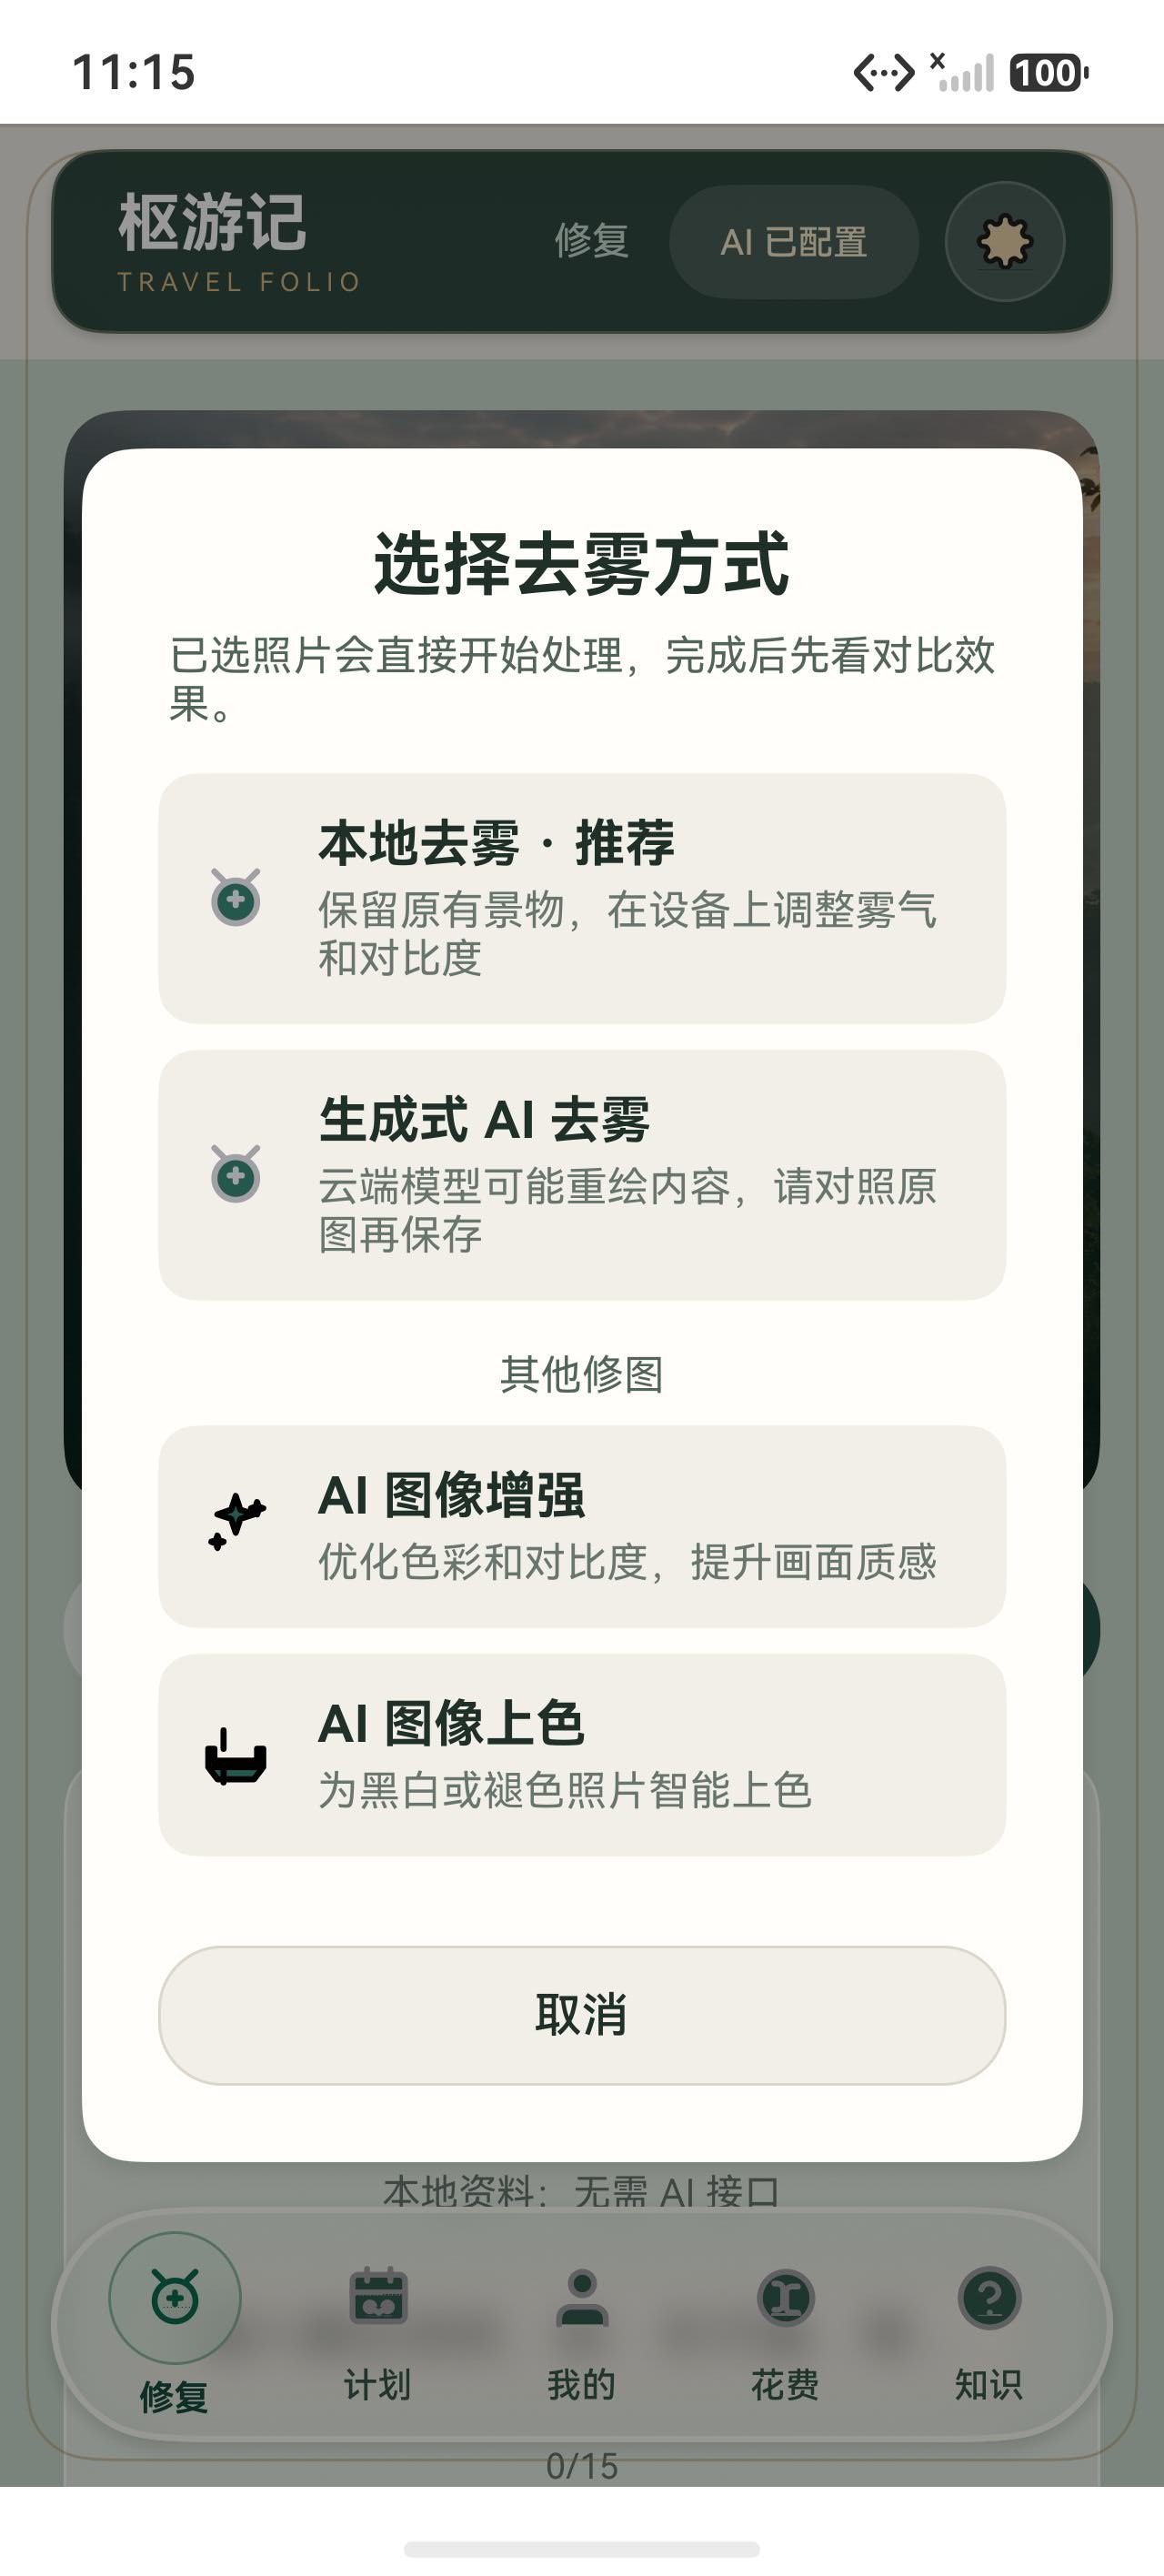 11:15
100
枢游记
TRAVEL FOLIO
修复
AI 已配置
选择去雾方式
已选照片会直接开始处理，完成后先看对比效
果。
本地去雾 · 推荐
保留原有景物，在设备上调整雾气
和对比度
生成式 AI 去雾
云端模型可能重绘内容，请对照原
图再保存
其他修图
AI 图像增强
优化色彩和对比度，提升画面质感
AI 图像上色
为黑白或褪色照片智能上色
取消
本地资料：无需 AI 接口
修复
计划
我的
花费
知识
0/15